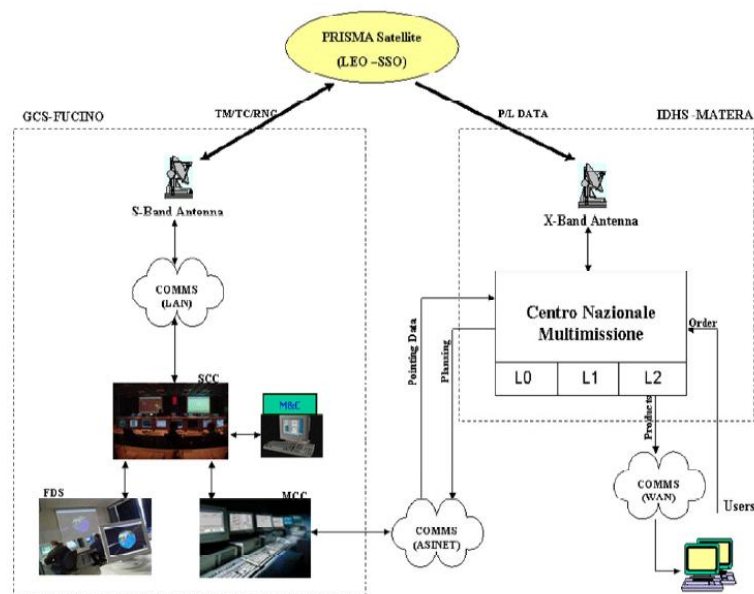 PRISMA Satellite
(LEO –SSO)
GCS-FUCINO
TM/TC/RNG
P/L DATA
IDHS -MATERA
S-Band Antenna
X-Band Antenna
COMMS
(LAN)
Centro Nazionale
Multimissione
Order
Pointing Data
Planning
L0
L1
L2
SCC
M&C
Products
FDS
MCC
COMMS
(ASINET)
COMMS
(WAN)
Users